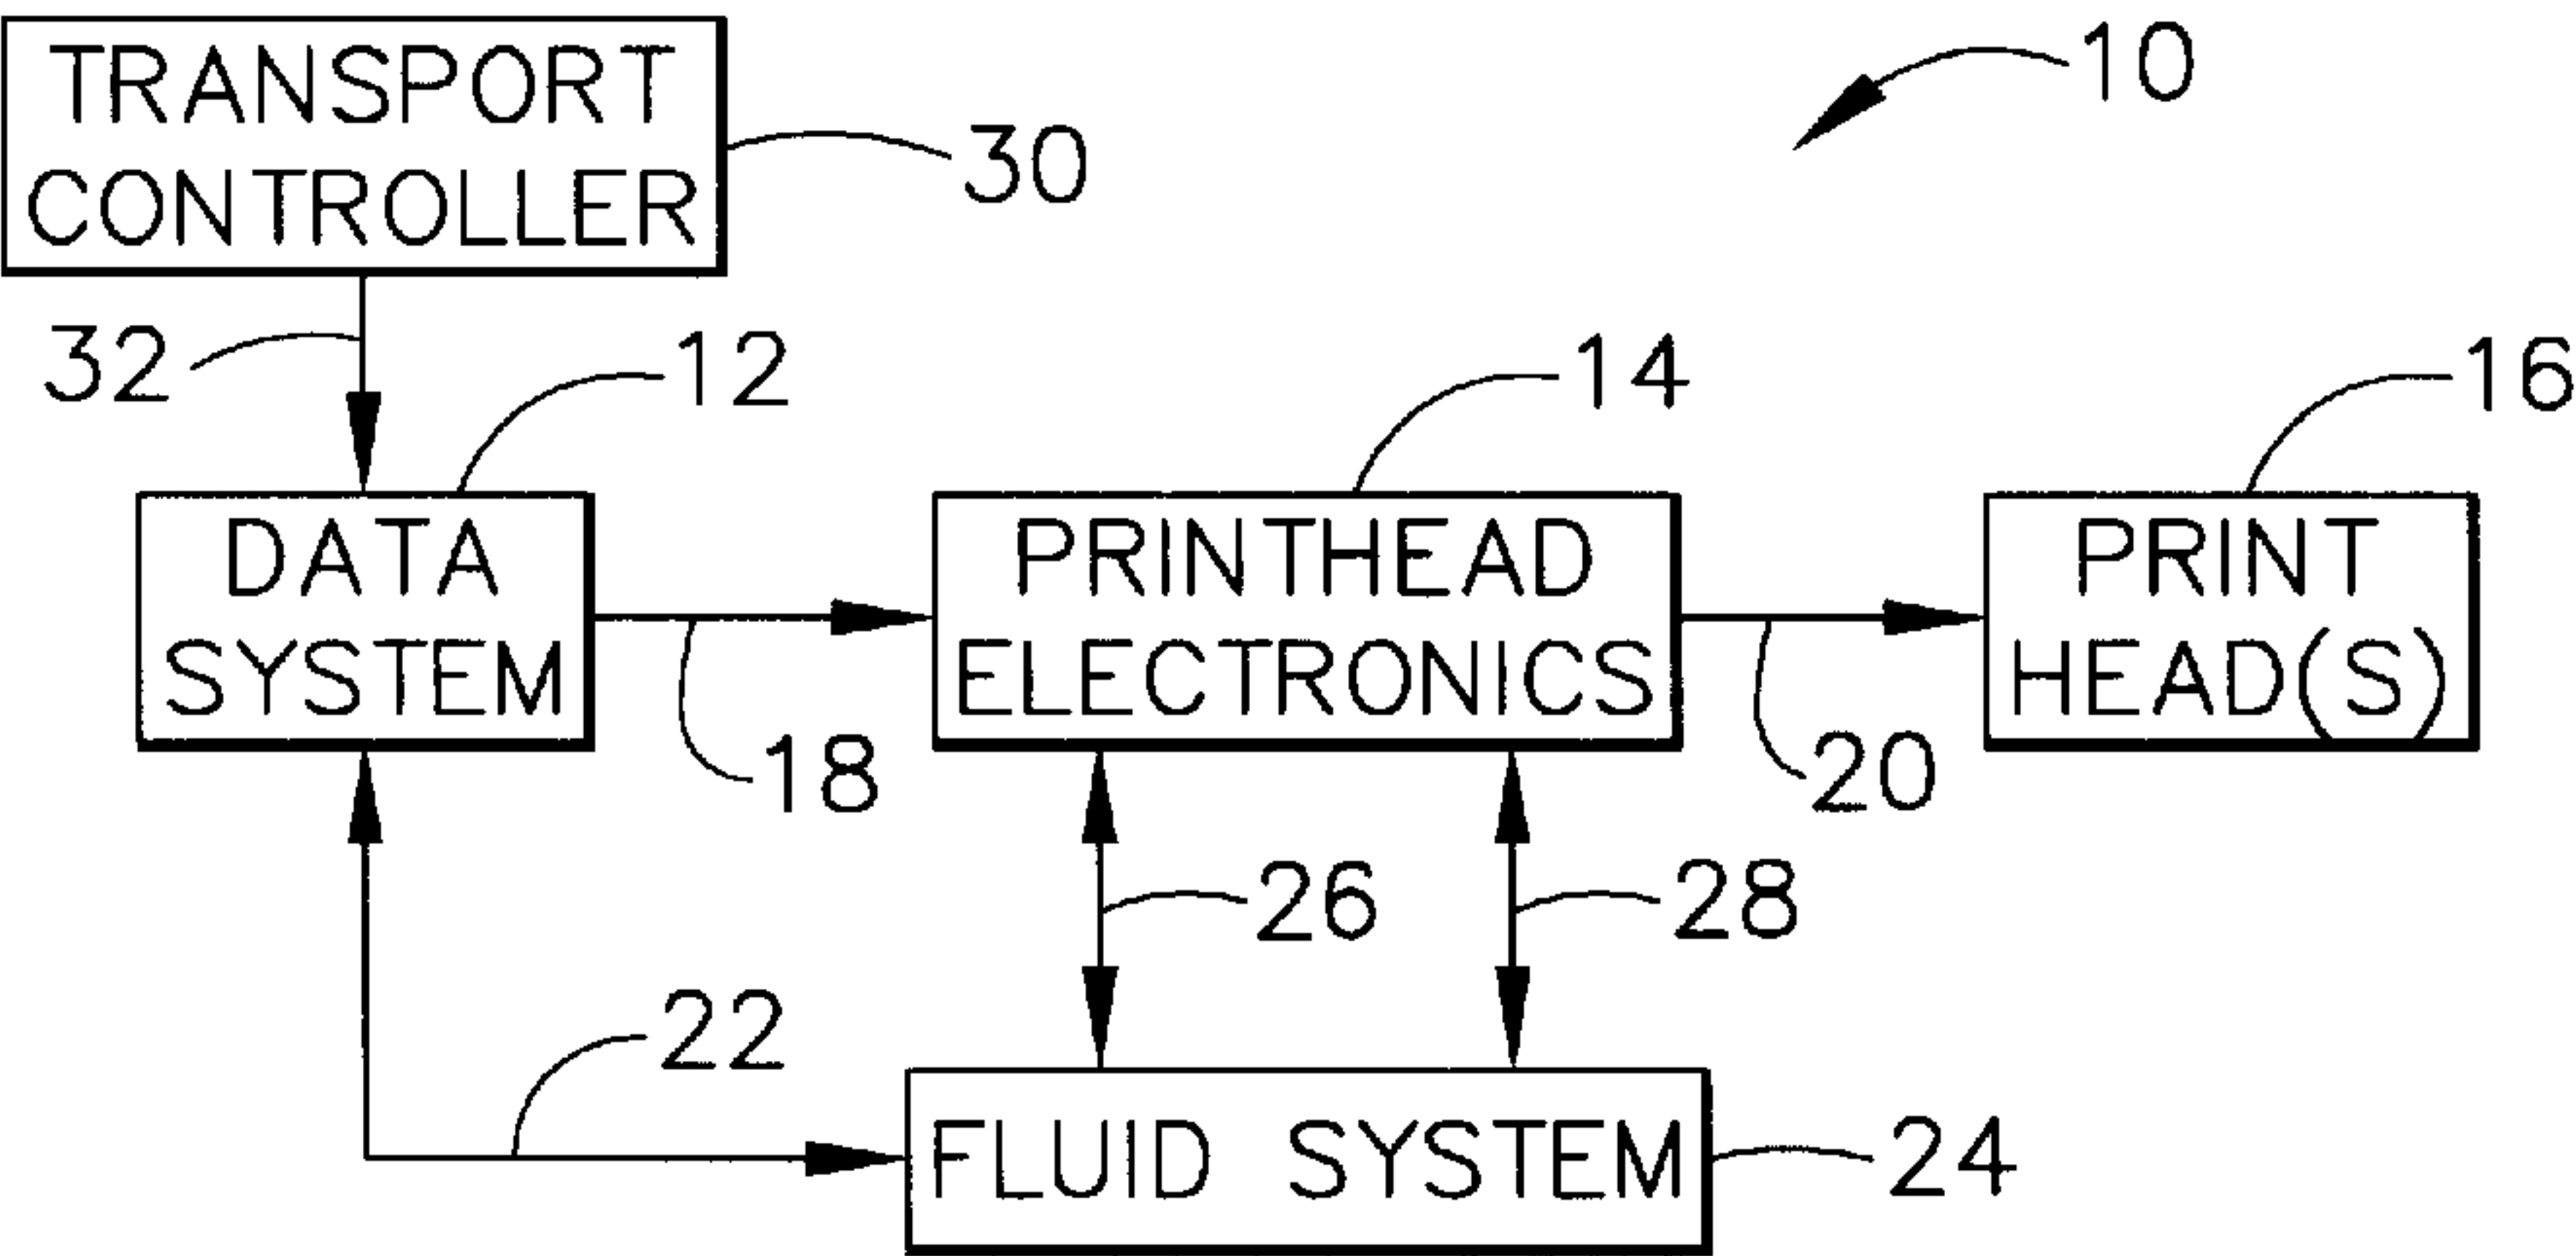 TRANSPORT
CONTROLLER
10
30
32
12
14
16
DATA
SYSTEM
PRINTHEAD
ELECTRONICS
PRINT
HEAD(S)
18
20
26
28
22
FLUID SYSTEM
24